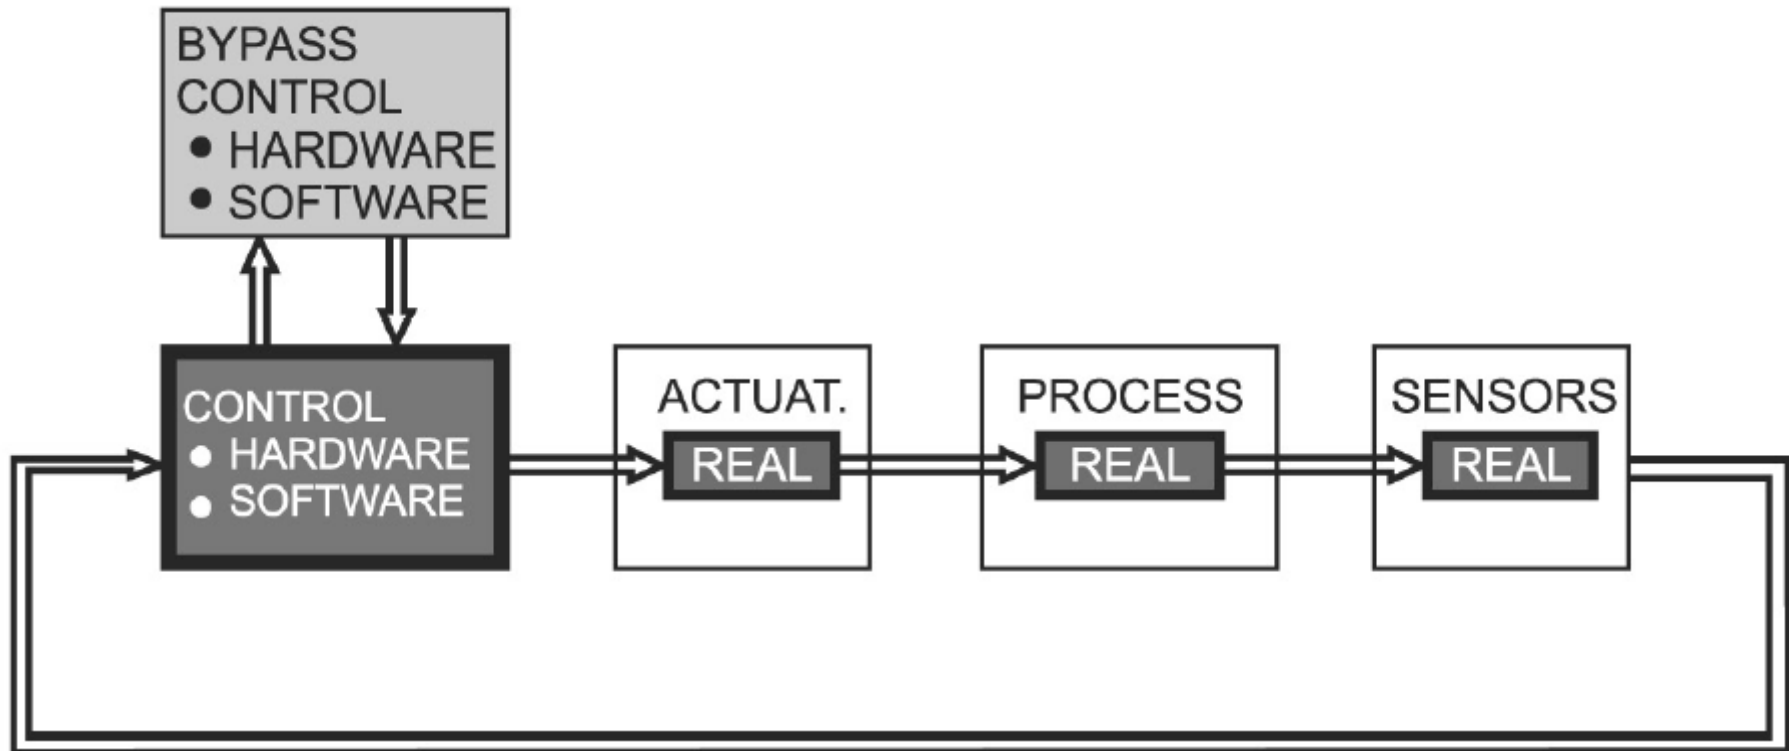 BYPASS
CONTROL
• HARDWARE
• SOFTWARE
CONTROL
• HARDWARE
• SOFTWARE
ACTUAT.
REAL
PROCESS
REAL
SENSORS
REAL